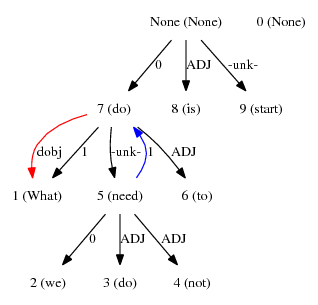 None (None) 0 (None)
0 ADJ -unk-
7 (do) 8 (is) 9 (start)
dobj 1 -unk- 1 ADJ
1 (What) 5 (need) 6 (to)
0 ADJ ADJ
2 (we) 3 (do) 4 (not)